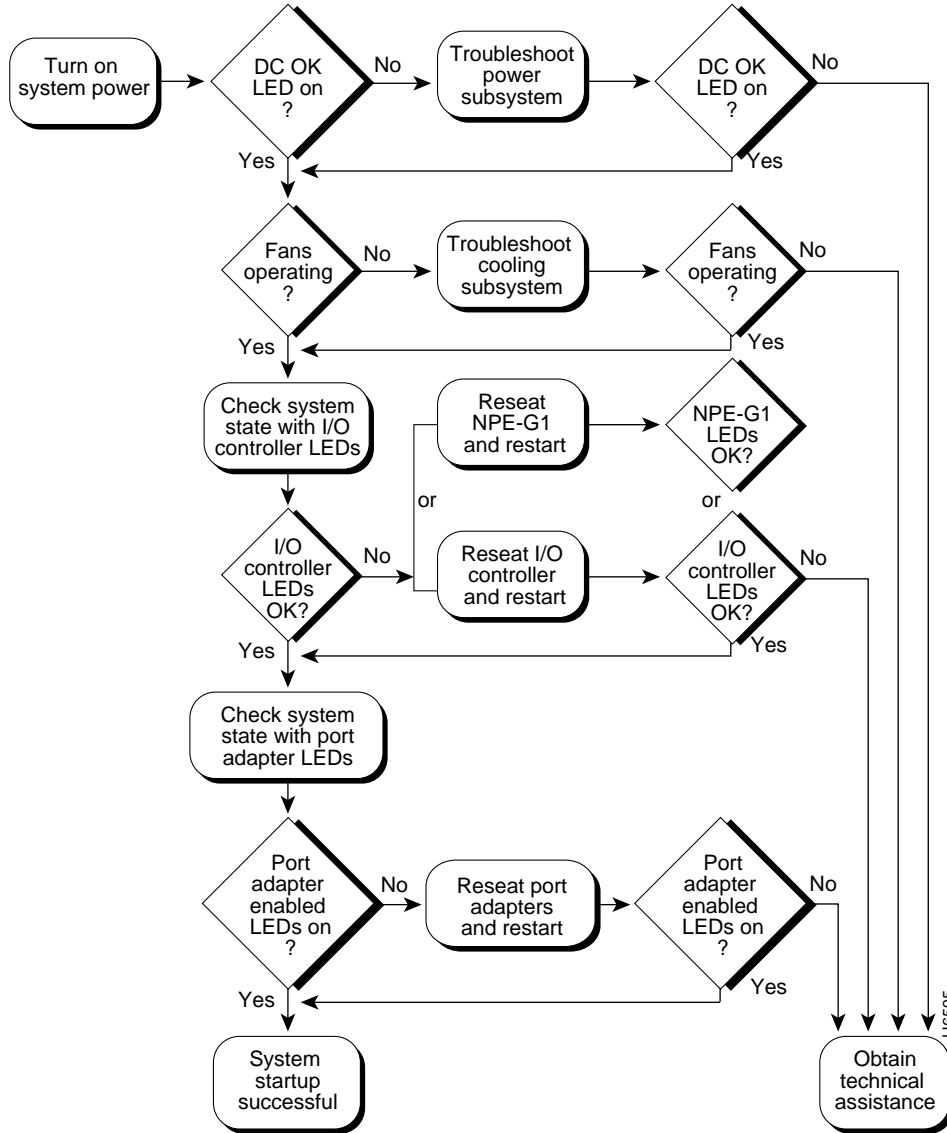 Turn on
system power
DC OK
LED on
?
No
Troubleshoot
power
subsystem
DC OK
LED on
?
No
Yes
Yes
Fans
operating
?
No
Troubleshoot
cooling
subsystem
Fans
operating
?
No
Yes
Yes
Check system
state with I/O
controller LEDs
Reseat
NPE-G1
and restart
NPE-G1
LEDs
OK?
or
or
I/O
controller
LEDs
OK?
No
Reseat I/O
controller
and restart
I/O
controller
LEDs
OK?
No
Yes
Yes
Check system
state with port
adapter LEDs
Port
adapter
enabled
LEDs on
?
No
Reseat port
adapters
and restart
Port
adapter
enabled
LEDs on
?
No
Yes
Yes
System
startup
successful
Obtain
technical
assistance